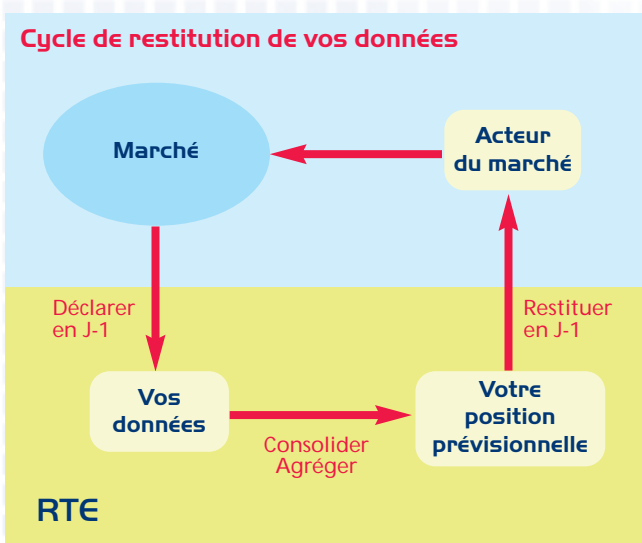 Cycle de restitution de vos données
Marché
Acteur
du marché
Déclarer
en J-1
Restituer
en J-1
Vos
données
Consolider
Agréger
Votre
position
prévisionnelle
RTE